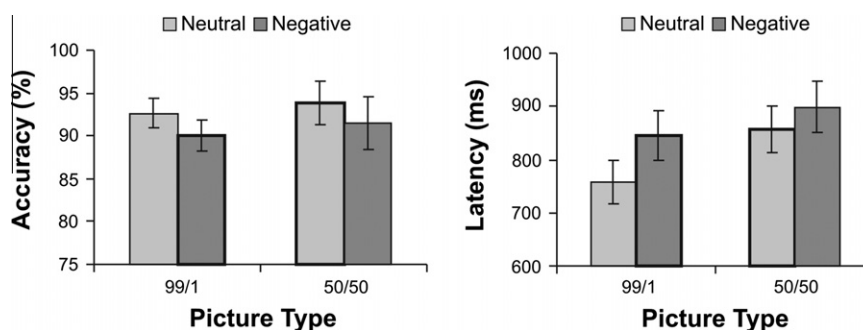 Neutral Negative
Accuracy (%)
100
95
90
85
80
75
99/1 50/50
Picture Type
Neutral Negative
Latency (ms)
1000
900
800
700
600
99/1 50/50
Picture Type